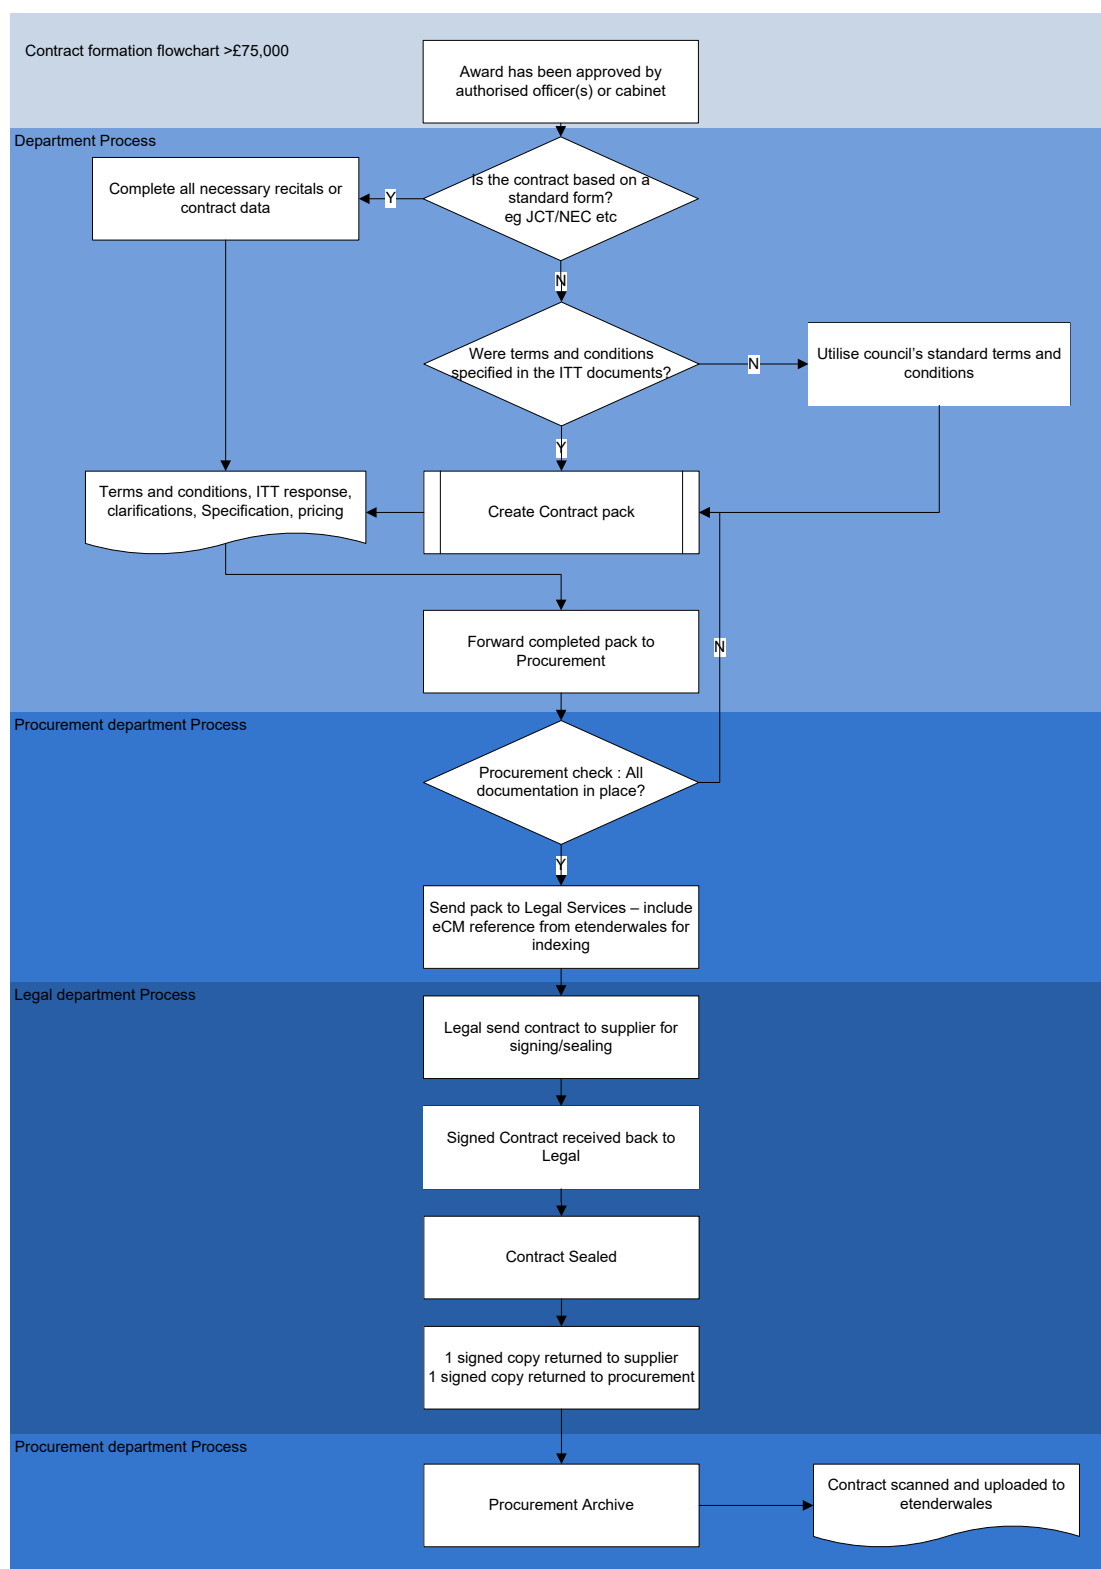 Contract formation flowchart >£75,000
Award has been approved by
authorised officer(s) or cabinet
Department Process
Complete all necessary recitals or
contract data
Y
Is the contract based on a
standard form?
eg JCT/NEC etc
N
Were terms and conditions
specified in the ITT documents?
N
Utilise council's standard terms and
conditions
Y
Terms and conditions, ITT response,
clarifications, Specification, pricing
Create Contract pack
Forward completed pack to
Procurement
N
Procurement department Process
Procurement check : All
documentation in place?
Y
Send pack to Legal Services – include
eCM reference from etenderwales for
indexing
Legal department Process
Legal send contract to supplier for
signing/sealing
Signed Contract received back to
Legal
Contract Sealed
1 signed copy returned to supplier
1 signed copy returned to procurement
Procurement department Process
Procurement Archive
Contract scanned and uploaded to
etenderwales